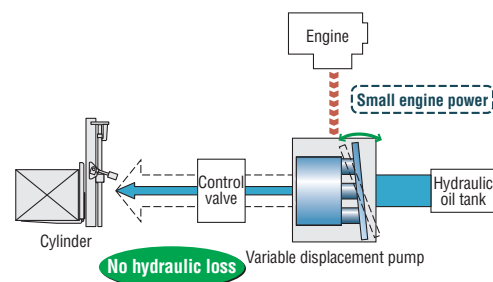 Engine
Small engine power
Control
valve
Hydraulic
oil tank
Cylinder
No hydraulic loss
Variable displacement pump